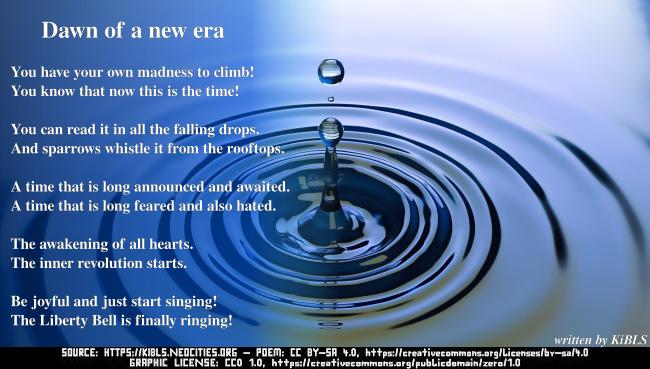 Dawn of a new era
You have your own madness to climb!
You know that now this is the time!
You can read it in all the falling drops.
And sparrows whistle it from the rooftops.
A time that is long announced and awaited.
A time that is long feared and also hated.
The awakening of all hearts.
The inner revolution starts.
Be joyful and just start singing!
The Liberty Bell is finally ringing!
written by KiBLS
SOURCE: HTTPS://KIBLS.NEOCITIES.ORG – POEM: CC BY–SA 4.0, https://creativecommons.org/licenses/by-sa/4.0
GRAPHIC LICENSE: CC0 1.0, https://creativecommons.org/publicdomain/zero/1.0